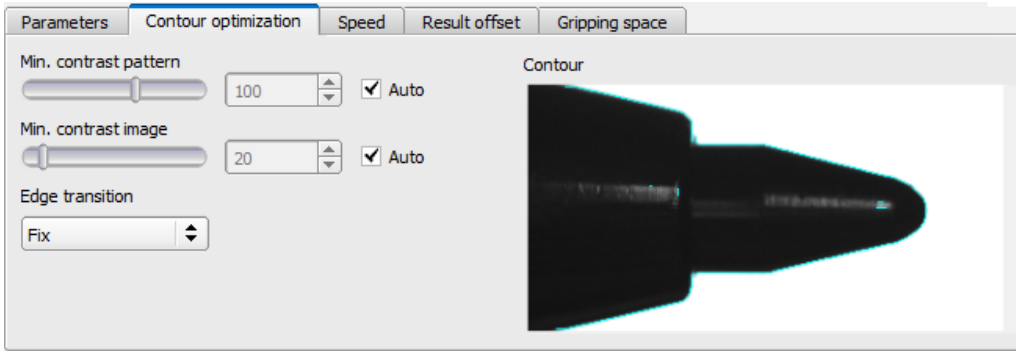 Parameters Contour optimization Speed Result offset Gripping space
Min. contrast pattern
100 Auto
Min. contrast image
20 Auto
Edge transition
Fix
Contour